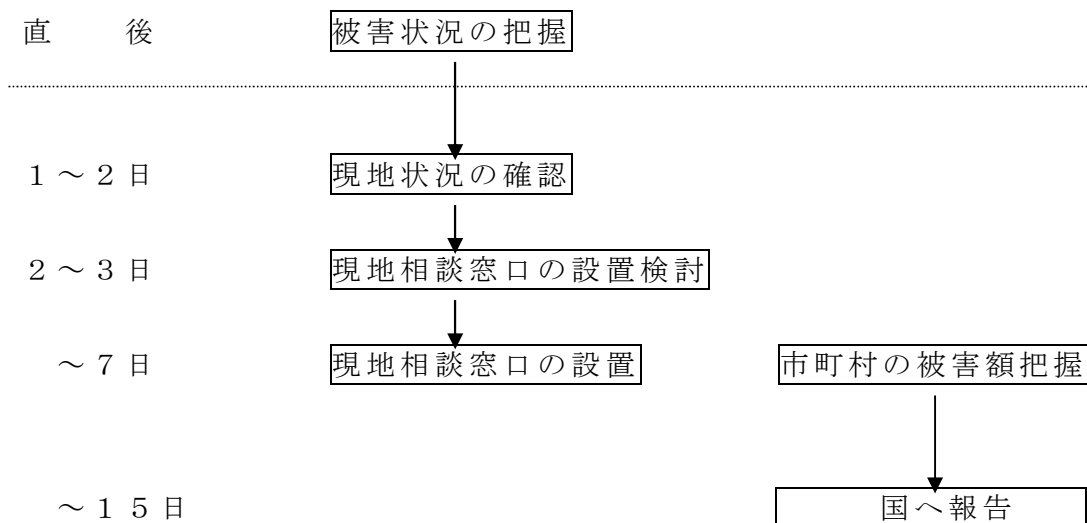 直　　後　　被害状況の把握
１～２日　　現地状況の確認
２～３日　　現地相談窓口の設置検討
～７日　　現地相談窓口の設置　　市町村の被害額把握
～１５日　　国へ報告